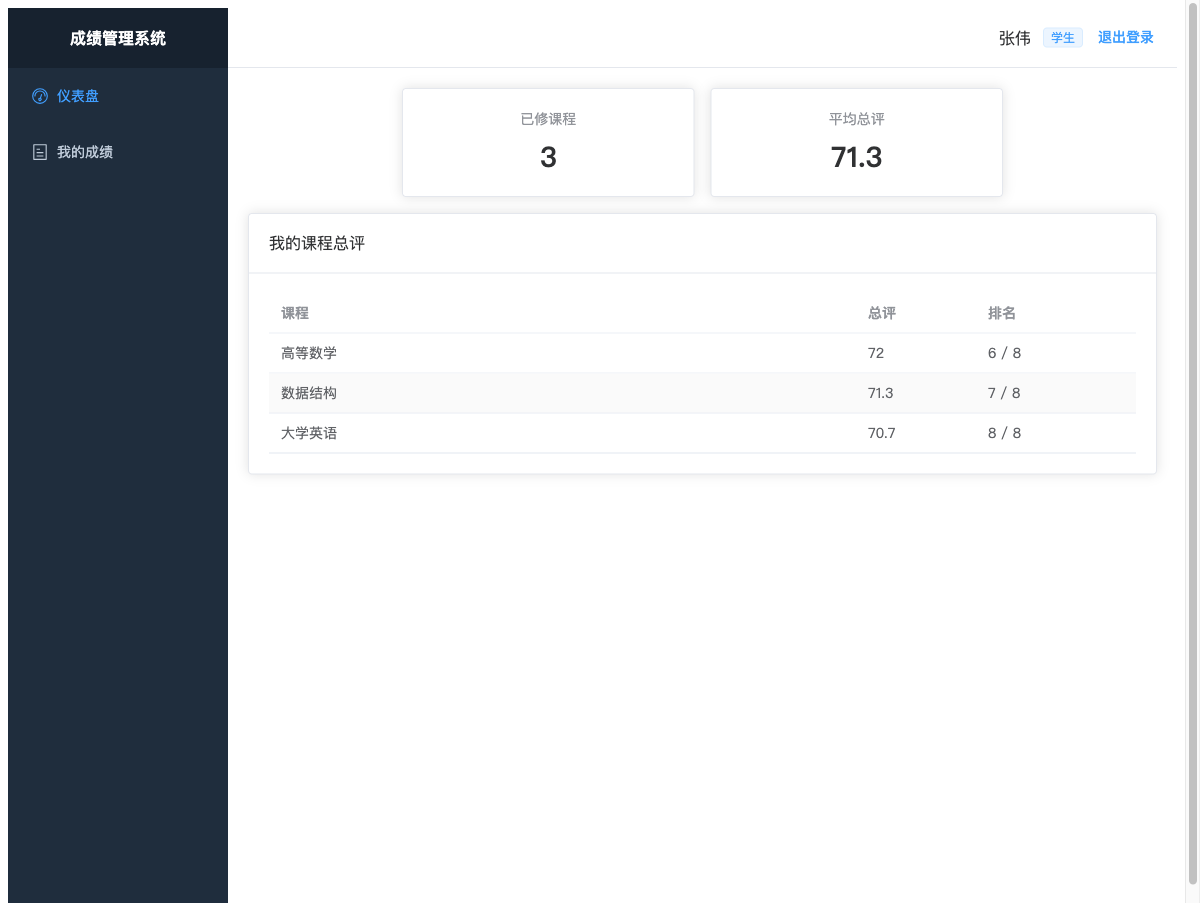 成绩管理系统
张伟 学生 退出登录
仪表盘
我的成绩
已修课程
3
平均总评
71.3
我的课程总评
课程 总评 排名
高等数学 72 6 / 8
数据结构 71.3 7 / 8
大学英语 70.7 8 / 8